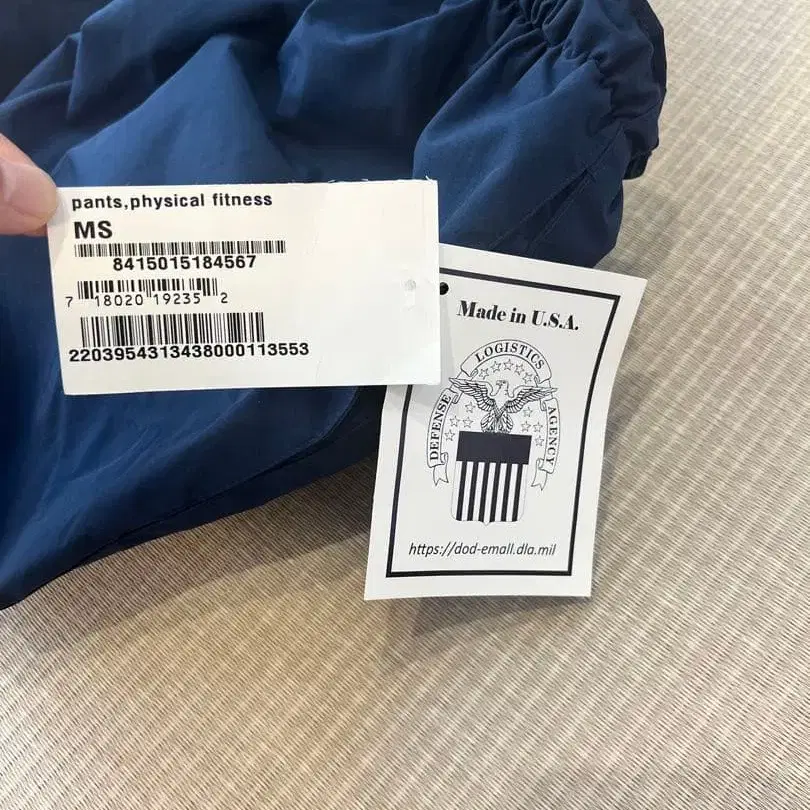 pants,physical fitness
MS
8415015184567
7 18020 19235 2
2203954313438000113553
Made in U.S.A.
DEFENSE LOGISTICS AGENCY
https://dod-emall.dla.mil